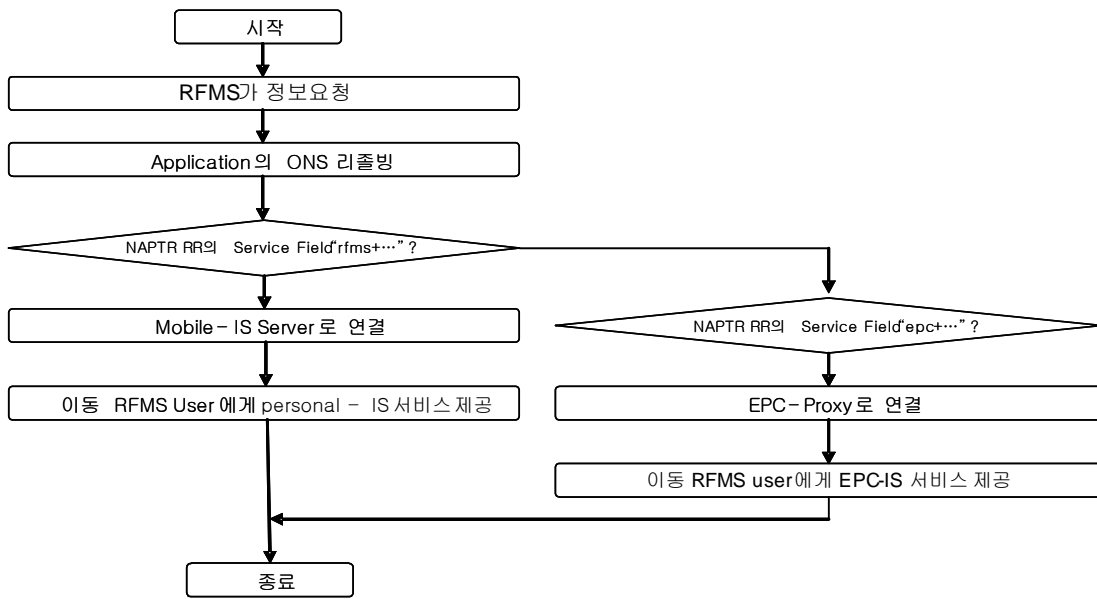 시작
RFMS가 정보요청
Application의 ONS 리졸빙
NAPTR RR의 Service Field“rfms+…” ?
Mobile – IS Server로 연결
이동 RFMS User에게 personal – IS 서비스제공
NAPTR RR의 Service Field“epc+…” ?
EPC – Proxy로 연결
이동 RFMS user에게 EPC-IS 서비스 제공
종료